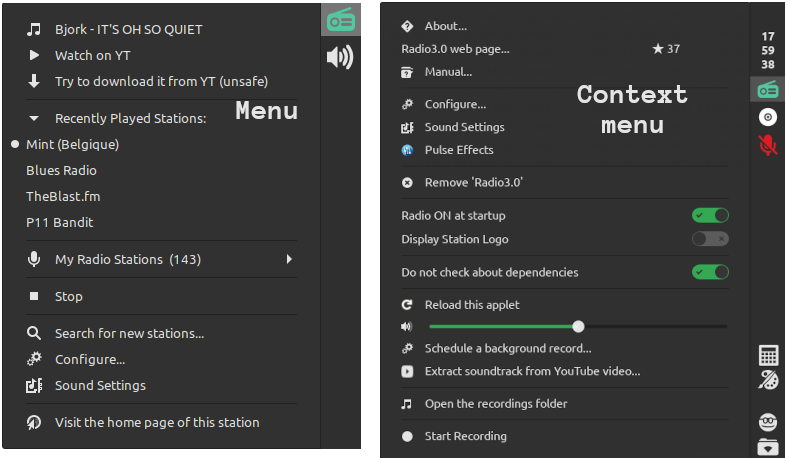 Bjork - IT'S OH SO QUIET
Watch on YT
Try to download it from YT (unsafe)
Recently Played Stations:
Menu
Mint (Belgique)
Blues Radio
TheBlast.fm
P11 Bandit
My Radio Stations (143)
Stop
Search for new stations...
Configure...
Sound Settings
Visit the home page of this station
About...
Radio3.0 web page...
★ 37
Manual...
Configure...
Sound Settings
Pulse Effects
Context
menu
Remove 'Radio3.0'
Radio ON at startup
Display Station Logo
Do not check about dependencies
Reload this applet
Schedule a background record...
Extract soundtrack from YouTube video...
Open the recordings folder
Start Recording
17
59
38